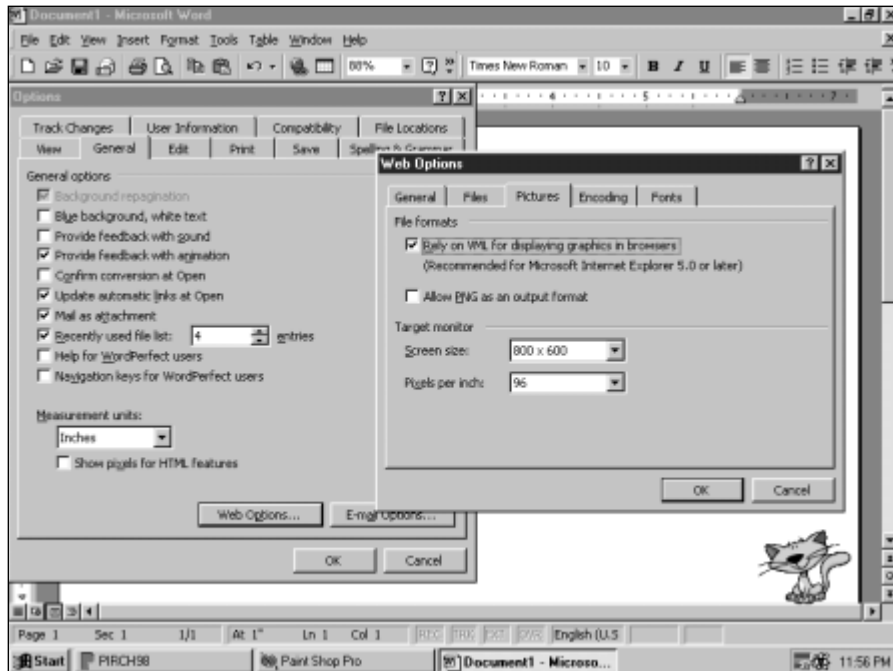 Document1 - Microsoft Word
File Edit View Insert Format Tools Table Window Help
88% Times New Roman 10 B I U
Options
4 5 7
Track Changes User Information Compatibility File Locations
View General Edit Print Save Spelling & Grammar
General options
Background repagination
Blue background, white text
Provide feedback with sound
Provide feedback with animation
Confirm conversion at Open
Update automatic links at Open
Mail as attachment
Recently used file list: 4 entries
Help for WordPerfect users
Navigation keys for WordPerfect users
Measurement units:
Inches
Show pixels for HTML features
Web Options... E-mail Options...
OK Cancel
Web Options
General Files Pictures Encoding Fonts
File formats
Rely on VML for displaying graphics in browsers
(Recommended for Microsoft Internet Explorer 5.0 or later)
Allow PNG as an output format
Target monitor
Screen size: 800 x 600
Pixels per inch: 96
OK Cancel
Page 1 Sec 1 1/1 At 1" Ln 1 Col 1 REC TRK EXT OVR English (U.S
Start PIRCH98 Paint Shop Pro Document1 - Microso... 11:56 PM